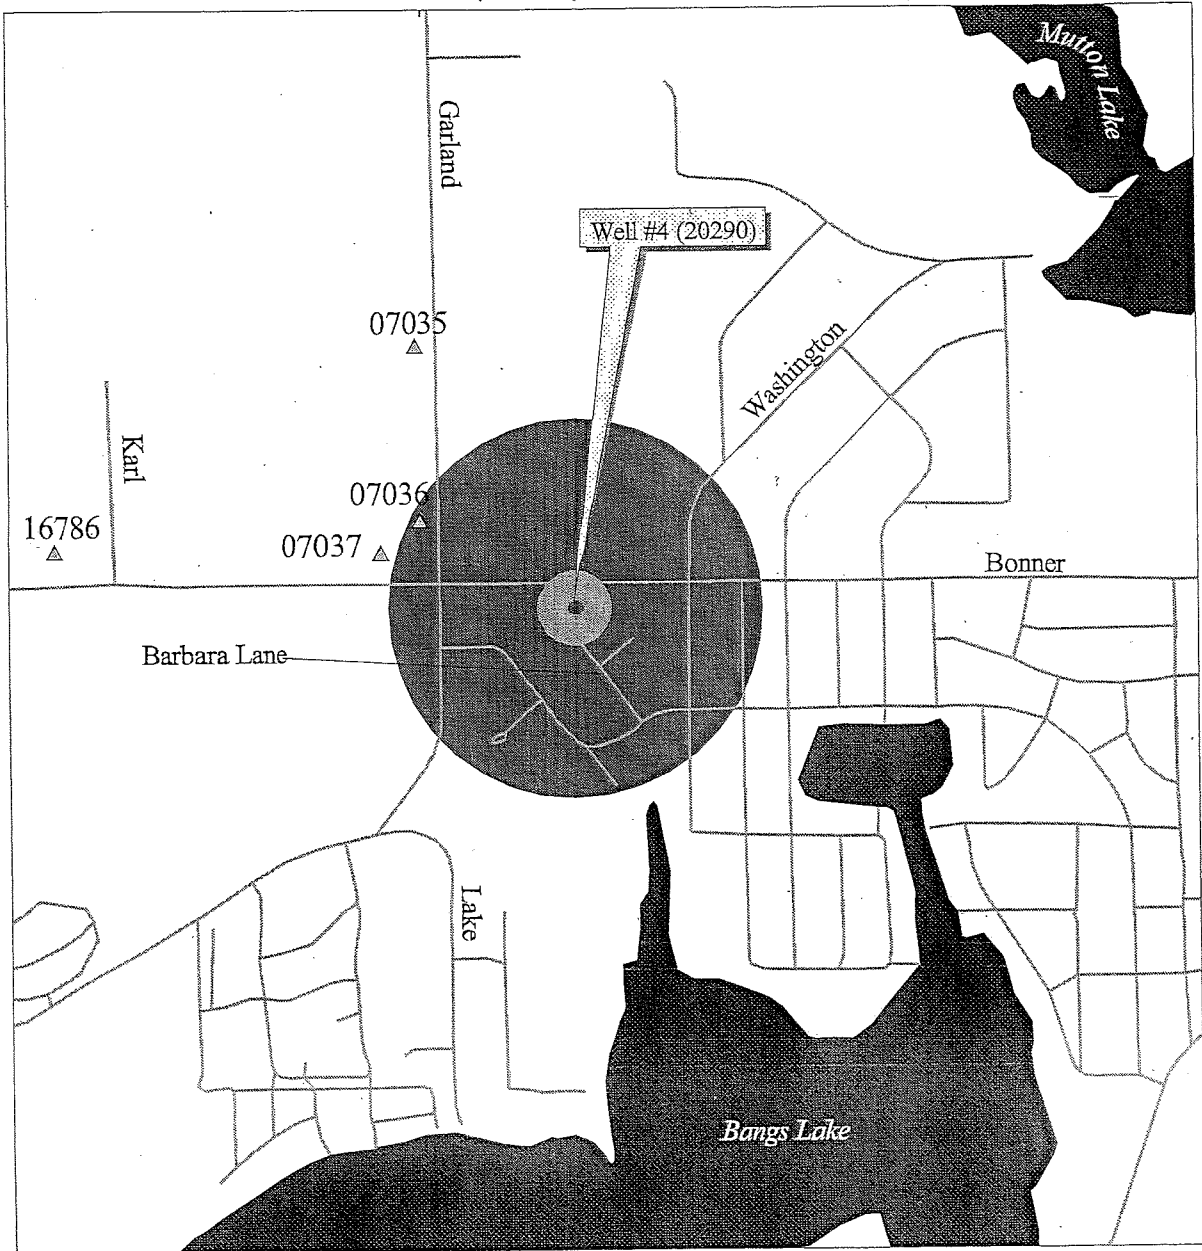 Mutton Lake
Garland
Well #4 (20290)
07035
Washington
Karl
07036
16786
07037
Bonner
Barbara Lane
Lake
Bangs Lake